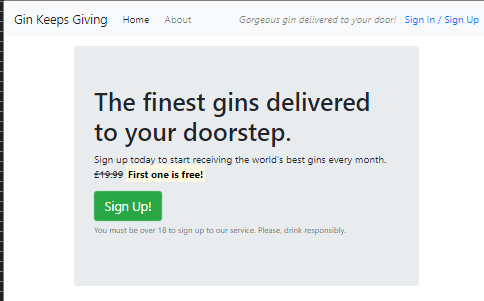 Gin Keeps Giving Home About Gorgeous gin delivered to your door! Sign In / Sign Up
The finest gins delivered
to your doorstep.
Sign up today to start receiving the world's best gins every month.
£19.99 First one is free!
Sign Up!
You must be over 18 to sign up to our service. Please, drink responsibly.